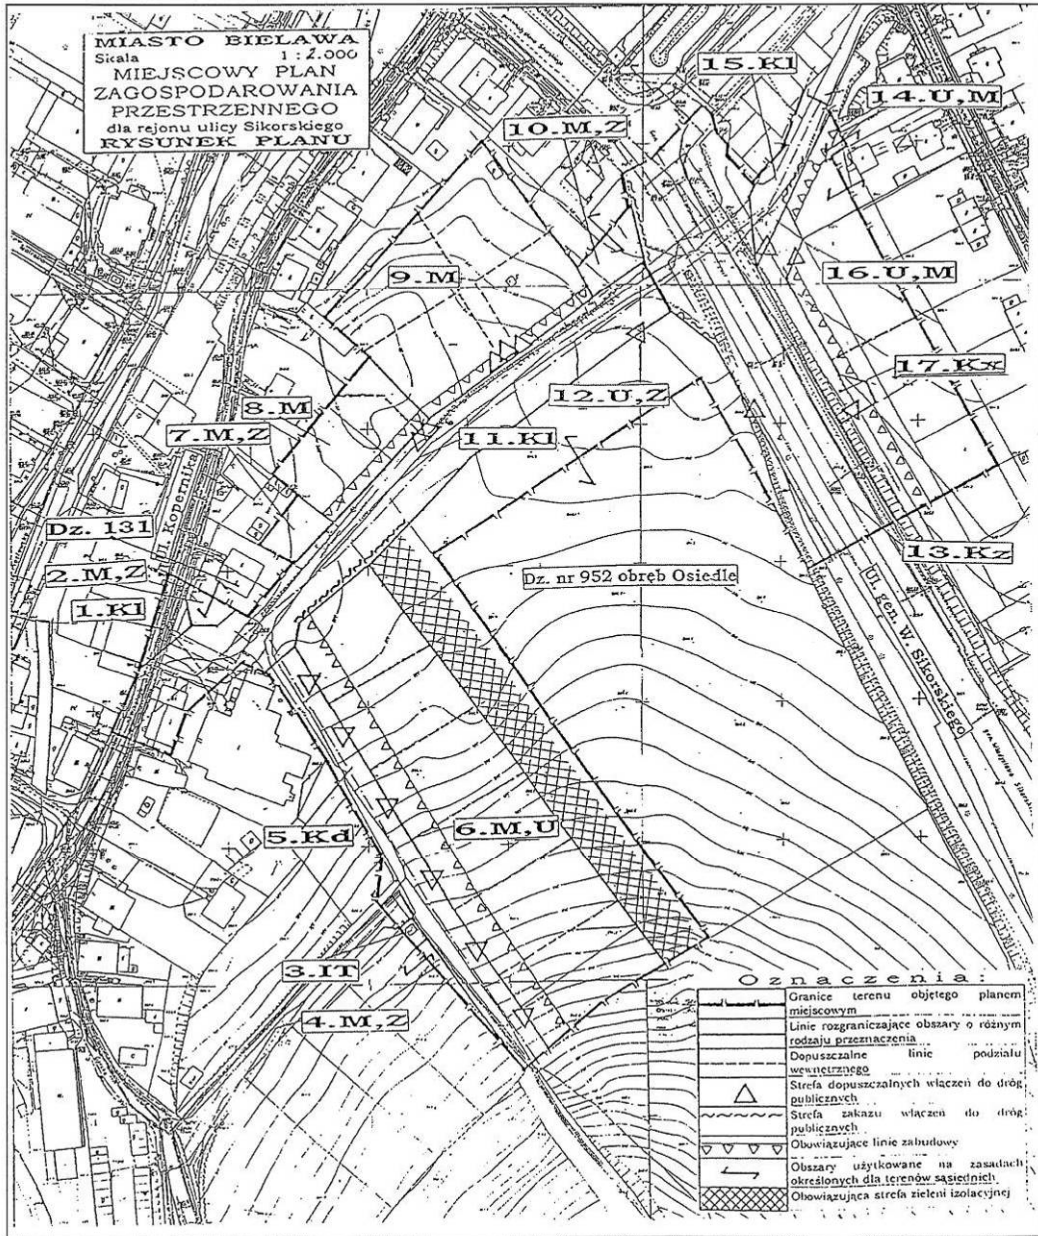 MIASTO BIELAWA
Skala 1:2.000
MIEJSCOWY PLAN
ZAGOSPODAROWANIA
PRZESTRZENNEGO
dla rejonu ulicy Sikorskiego
RYSUNEK PLANU
15.Kl
14.U,M
10.M,Z
9.M
16.U,M
17.Kx
8.M
12.U,Z
7.M,Z
11.Kl
Ul. Kopernika
Dz. 131
13.Kz
2.M,Z
Dz. nr 952 obręb Osiedle
1.Kl
Ul. gen. W. Sikorskiego
5.Kd
6.M,U
3.IT
4.M,Z
Oznaczenia:
Granice terenu objętego planem
miejscowym
Linie rozgraniczające obszary o różnym
rodzaju przeznaczenia
Dopuszczalne linie podziału
wewnętrznego
Strefa dopuszczalnych włączeń do dróg
publicznych
Strefa zakazu włączeń do dróg
publicznych
Obowiązujące linie zabudowy
Obszary użytkowane na zasadach
określonych dla terenów sąsiednich
Obowiązująca strefa zieleni izolacyjnej